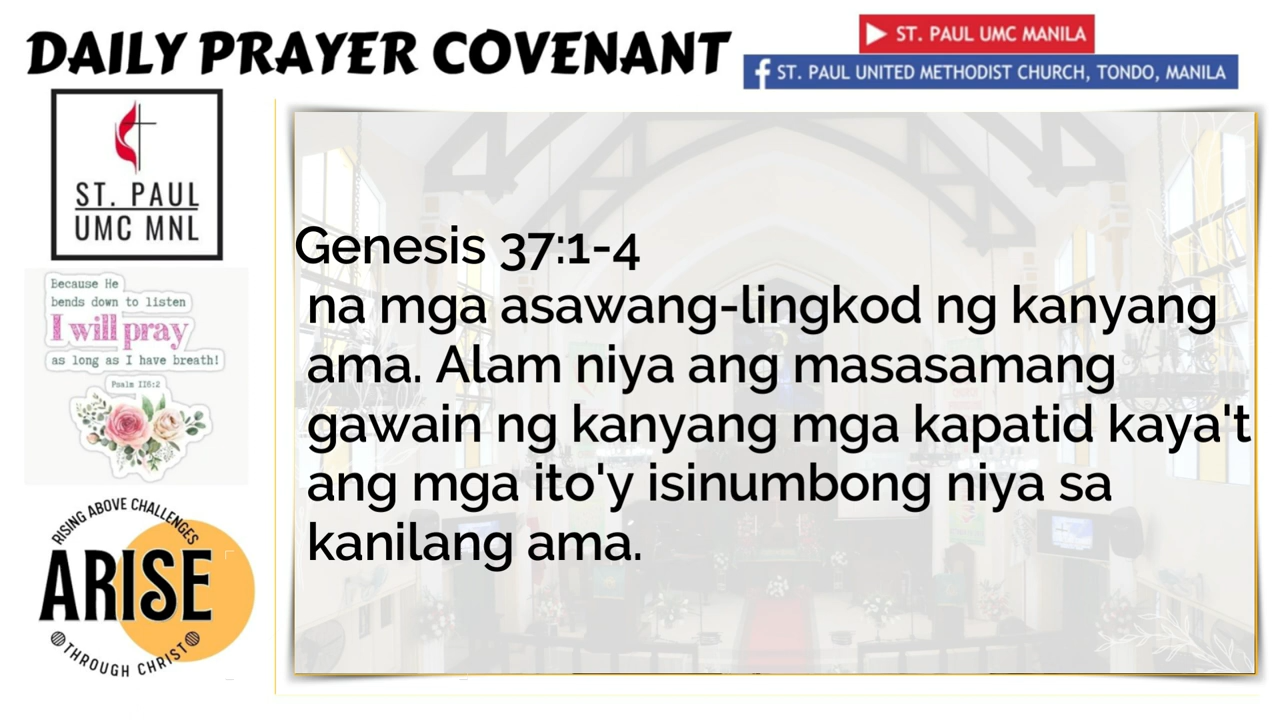 DAILY PRAYER COVENANT
ST. PAUL UMC MANILA
ST. PAUL UNITED METHODIST CHURCH, TONDO, MANILA
ST. PAUL
UMC MNL
Because He
bends down to listen
I will pray
as long as I have breath!
Psalm 116:2
RISING ABOVE CHALLENGES
ARISE
THROUGH CHRIST
Genesis 37:1-4
na mga asawang-lingkod ng kanyang
ama. Alam niya ang masasamang
gawain ng kanyang mga kapatid kaya't
ang mga ito'y isinumbong niya sa
kanilang ama.